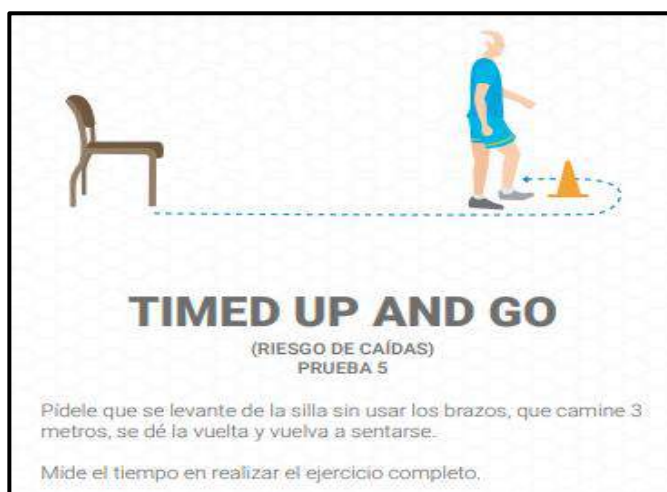 TIMED UP AND GO
(RIESGO DE CAÍDAS)
PRUEBA 5
Pídele que se levante de la silla sin usar los brazos, que camine 3
metros, se dé la vuelta y vuelva a sentarse.
Mide el tiempo en realizar el ejercicio completo.